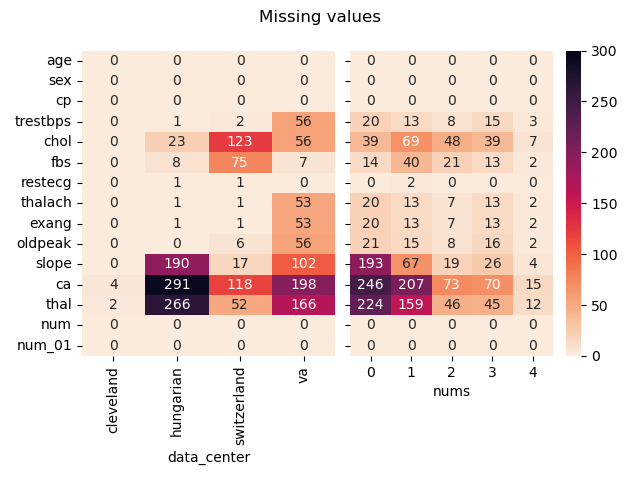 Missing values
age 0 0 0 0 0 0 0 0 0
sex 0 0 0 0 0 0 0 0 0
cp 0 0 0 0 0 0 0 0 0
trestbps 0 1 2 56 20 13 8 15 3
chol 0 23 123 56 39 69 48 39 7
fbs 0 8 75 7 14 40 21 13 2
restecg 0 1 1 0 0 2 0 0 0
thalach 0 1 1 53 20 13 7 13 2
exang 0 1 1 53 20 13 7 13 2
oldpeak 0 0 6 56 21 15 8 16 2
slope 0 190 17 102 193 67 19 26 4
ca 4 291 118 198 246 207 73 70 15
thal 2 266 52 166 224 159 46 45 12
num 0 0 0 0 0 0 0 0 0
num_01 0 0 0 0 0 0 0 0 0
cleveland hungarian switzerland va
data_center
0 1 2 3 4
nums
300
250
200
150
100
50
0